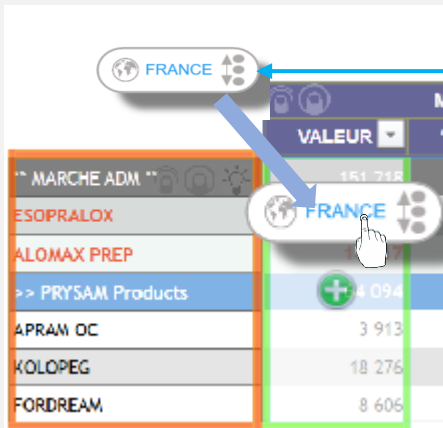 FRANCE
M
VALEUR
** MARCHE ADM ** 151 718
ESOPRALOX
FRANCE
ALOMAX PREP
>> PRYSAM Products 4 094
APRAM OC 3 913
KOLOPEG 18 276
FORDREAM 8 606